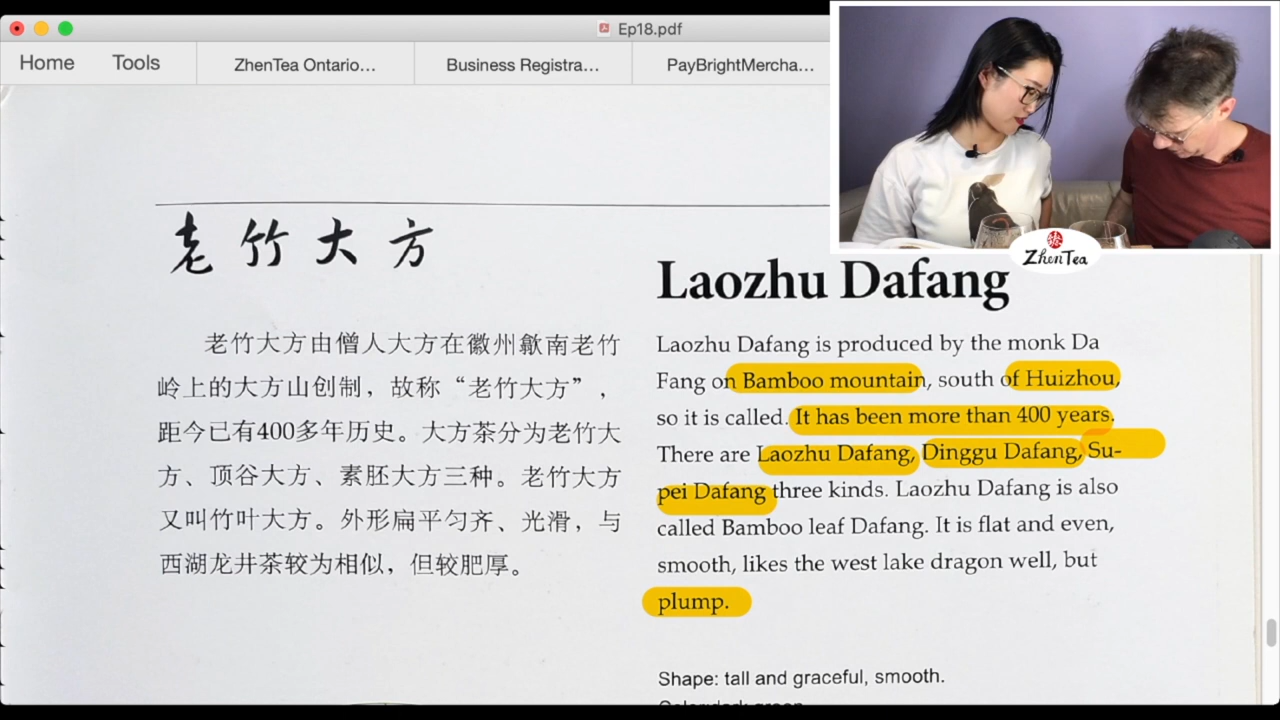 Ep18.pdf
Home
Tools
ZhenTea Ontario…
Business Registra…
PayBrightMercha…
ZhenTea
老竹大方
老竹大方由僧人大方在徽州歙南老竹
岭上的大方山创制，故称“老竹大方”，
距今已有400多年历史。大方茶分为老竹大
方、顶谷大方、素胚大方三种。老竹大方
又叫竹叶大方。外形扁平匀齐、光滑，与
西湖龙井茶较为相似，但较肥厚。
Laozhu Dafang
Laozhu Dafang is produced by the monk Da
Fang on Bamboo mountain, south of Huizhou,
so it is called. It has been more than 400 years.
There are Laozhu Dafang, Dinggu Dafang, Su-
pei Dafang three kinds. Laozhu Dafang is also
called Bamboo leaf Dafang. It is flat and even,
smooth, likes the west lake dragon well, but
plump.
Shape: tall and graceful, smooth.